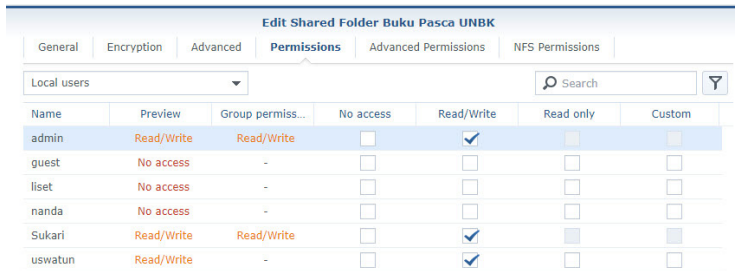 Edit Shared Folder Buku Pasca UNBK
General Encryption Advanced Permissions Advanced Permissions NFS Permissions
Local users Search
Name Preview Group permiss... No access Read/Write Read only Custom
admin Read/Write Read/Write
guest No access -
liset No access -
nanda No access -
Sukari Read/Write Read/Write
uswatun Read/Write -